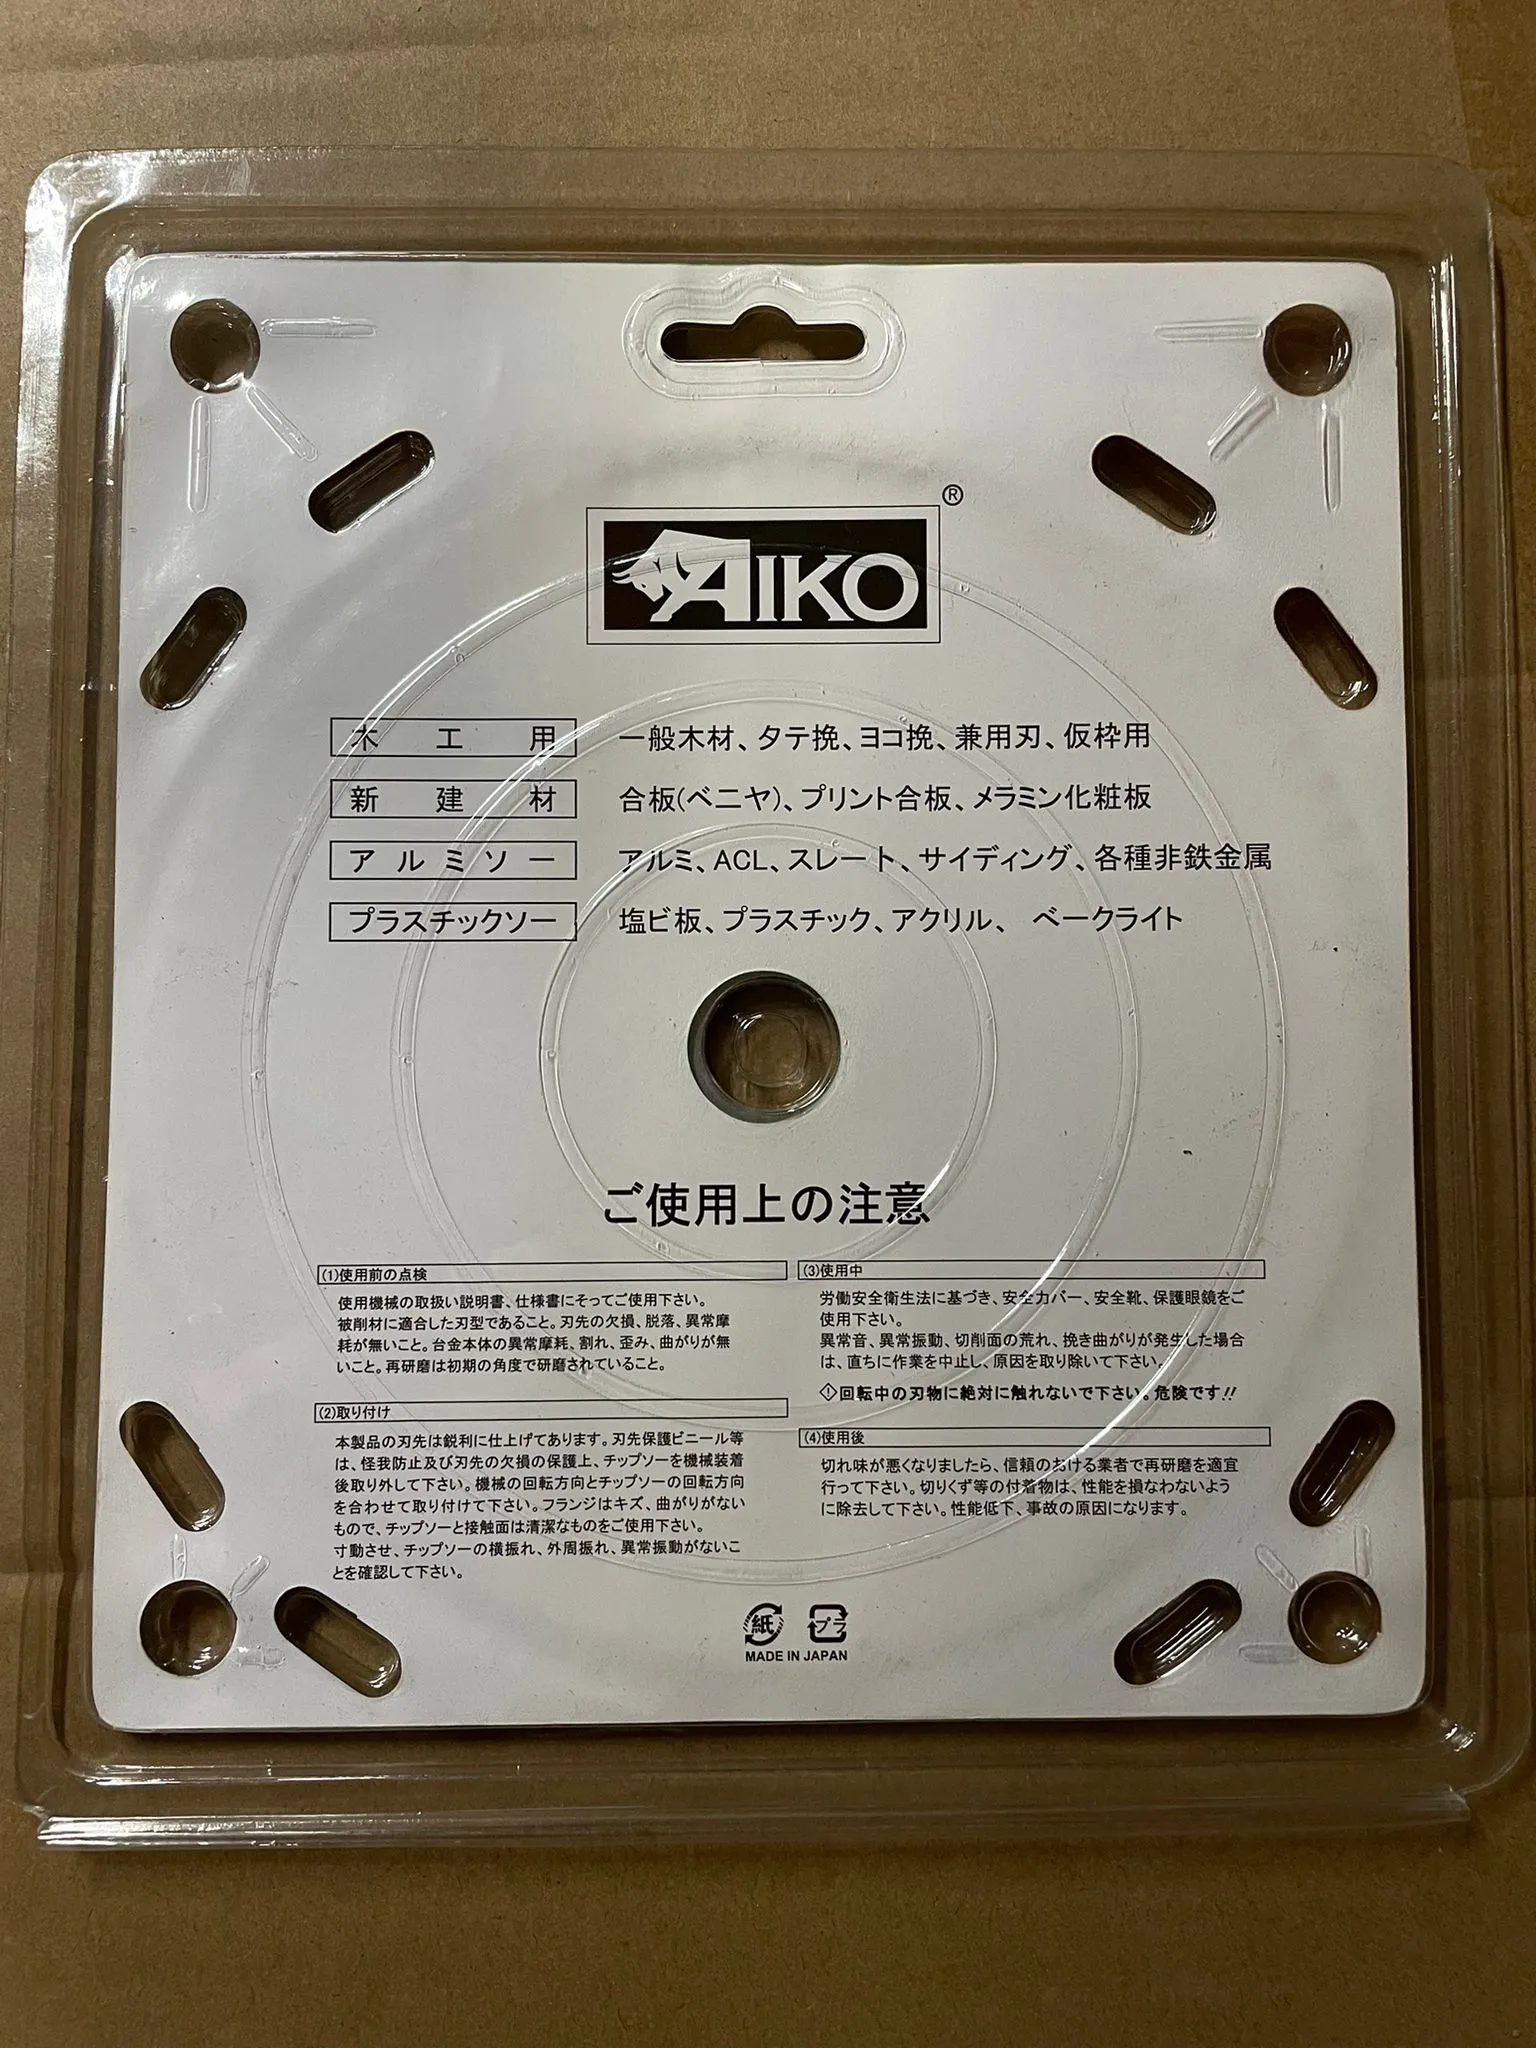 AIKO ®
木工用 一般木材、タテ挽、ヨコ挽、兼用刃、仮枠用
新建材 合板(ベニヤ)、プリント合板、メラミン化粧板
アルミソー アルミ、ACL、スレート、サイディング、各種非鉄金属
プラスチックソー 塩ビ板、プラスチック、アクリル、 ベークライト
ご使用上の注意
(1)使用前の点検
使用機械の取扱い説明書、仕様書にそってご使用下さい。
被削材に適合した刃型であること。刃先の欠損、脱落、異常摩
耗が無いこと。台金本体の異常摩耗、割れ、歪み、曲がりが無
いこと。再研磨は初期の角度で研磨されていること。
(2)取り付け
本製品の刃先は鋭利に仕上げてあります。刃先保護ビニール等
は、怪我防止及び刃先の欠損の保護上、チップソーを機械装着
後取り外して下さい。機械の回転方向とチップソーの回転方向
を合わせて取り付けて下さい。フランジはキズ、曲がりがない
もので、チップソーと接触面は清潔なものをご使用下さい。
寸動させ、チップソーの横振れ、外周振れ、異常振動がないこ
とを確認して下さい。
(3)使用中
労働安全衛生法に基づき、安全カバー、安全靴、保護眼鏡をご
使用下さい。
異常音、異常振動、切削面の荒れ、挽き曲がりが発生した場合
は、直ちに作業を中止し、原因を取り除いて下さい。
回転中の刃物に絶対に触れないで下さい。危険です!!
(4)使用後
切れ味が悪くなりましたら、信頼のおける業者で再研磨を適宜
行って下さい。切りくず等の付着物は、性能を損なわないよう
に除去して下さい。性能低下、事故の原因になります。
紙 プラ
MADE IN JAPAN